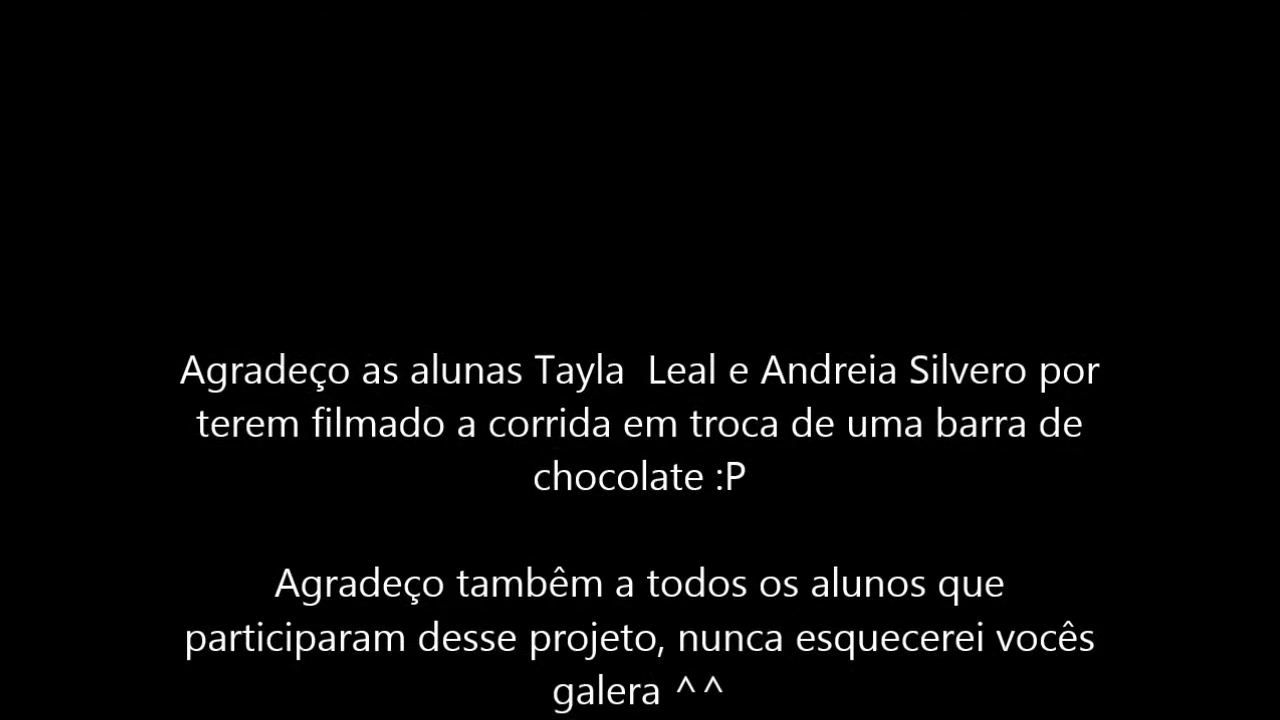 Agradeço as alunas Tayla  Leal e Andreia Silvero por
terem filmado a corrida em troca de uma barra de
chocolate :P
Agradeço tambêm a todos os alunos que
participaram desse projeto, nunca esquecerei vocês
galera ^^